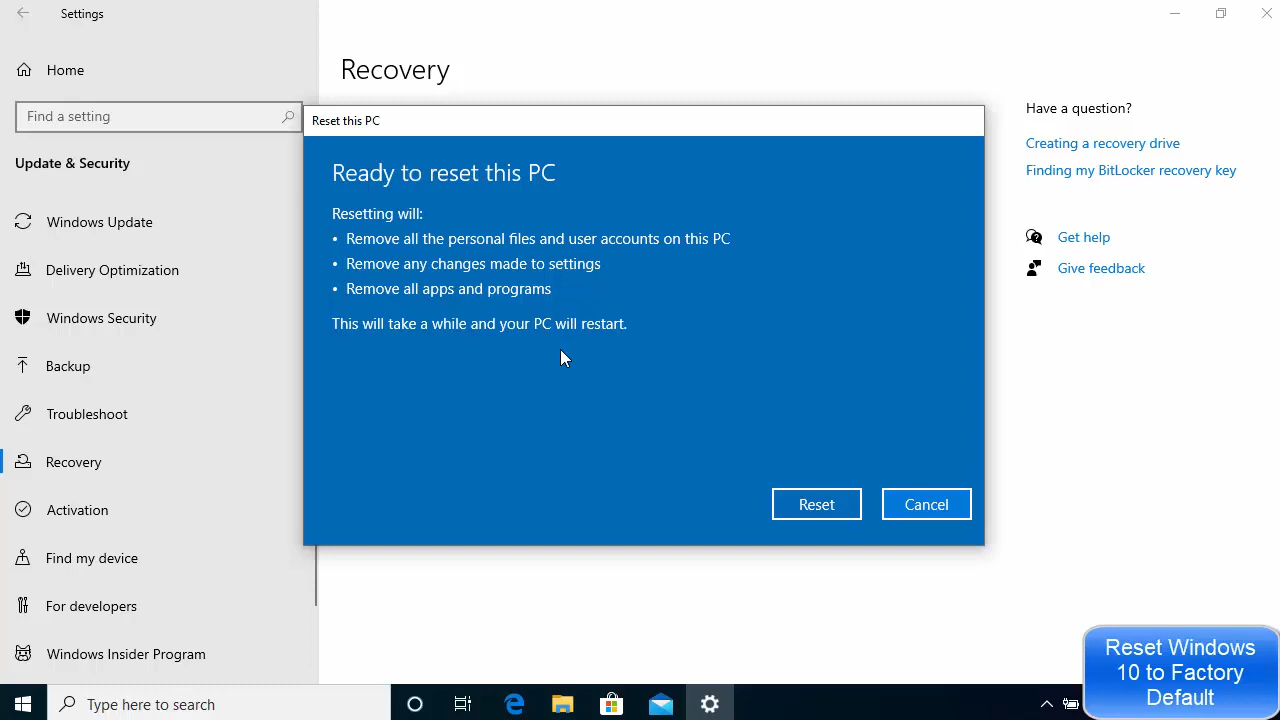 Settings
Home
Find a setting
Update & Security
Windows Update
Delivery Optimization
Windows Security
Backup
Troubleshoot
Recovery
Activation
Find my device
For developers
Windows Insider Program
Recovery
Reset this PC
Ready to reset this PC
Resetting will:
• Remove all the personal files and user accounts on this PC
• Remove any changes made to settings
• Remove all apps and programs
This will take a while and your PC will restart.
Reset
Cancel
Have a question?
Creating a recovery drive
Finding my BitLocker recovery key
Get help
Give feedback
Type here to search
Reset Windows
10 to Factory
Default